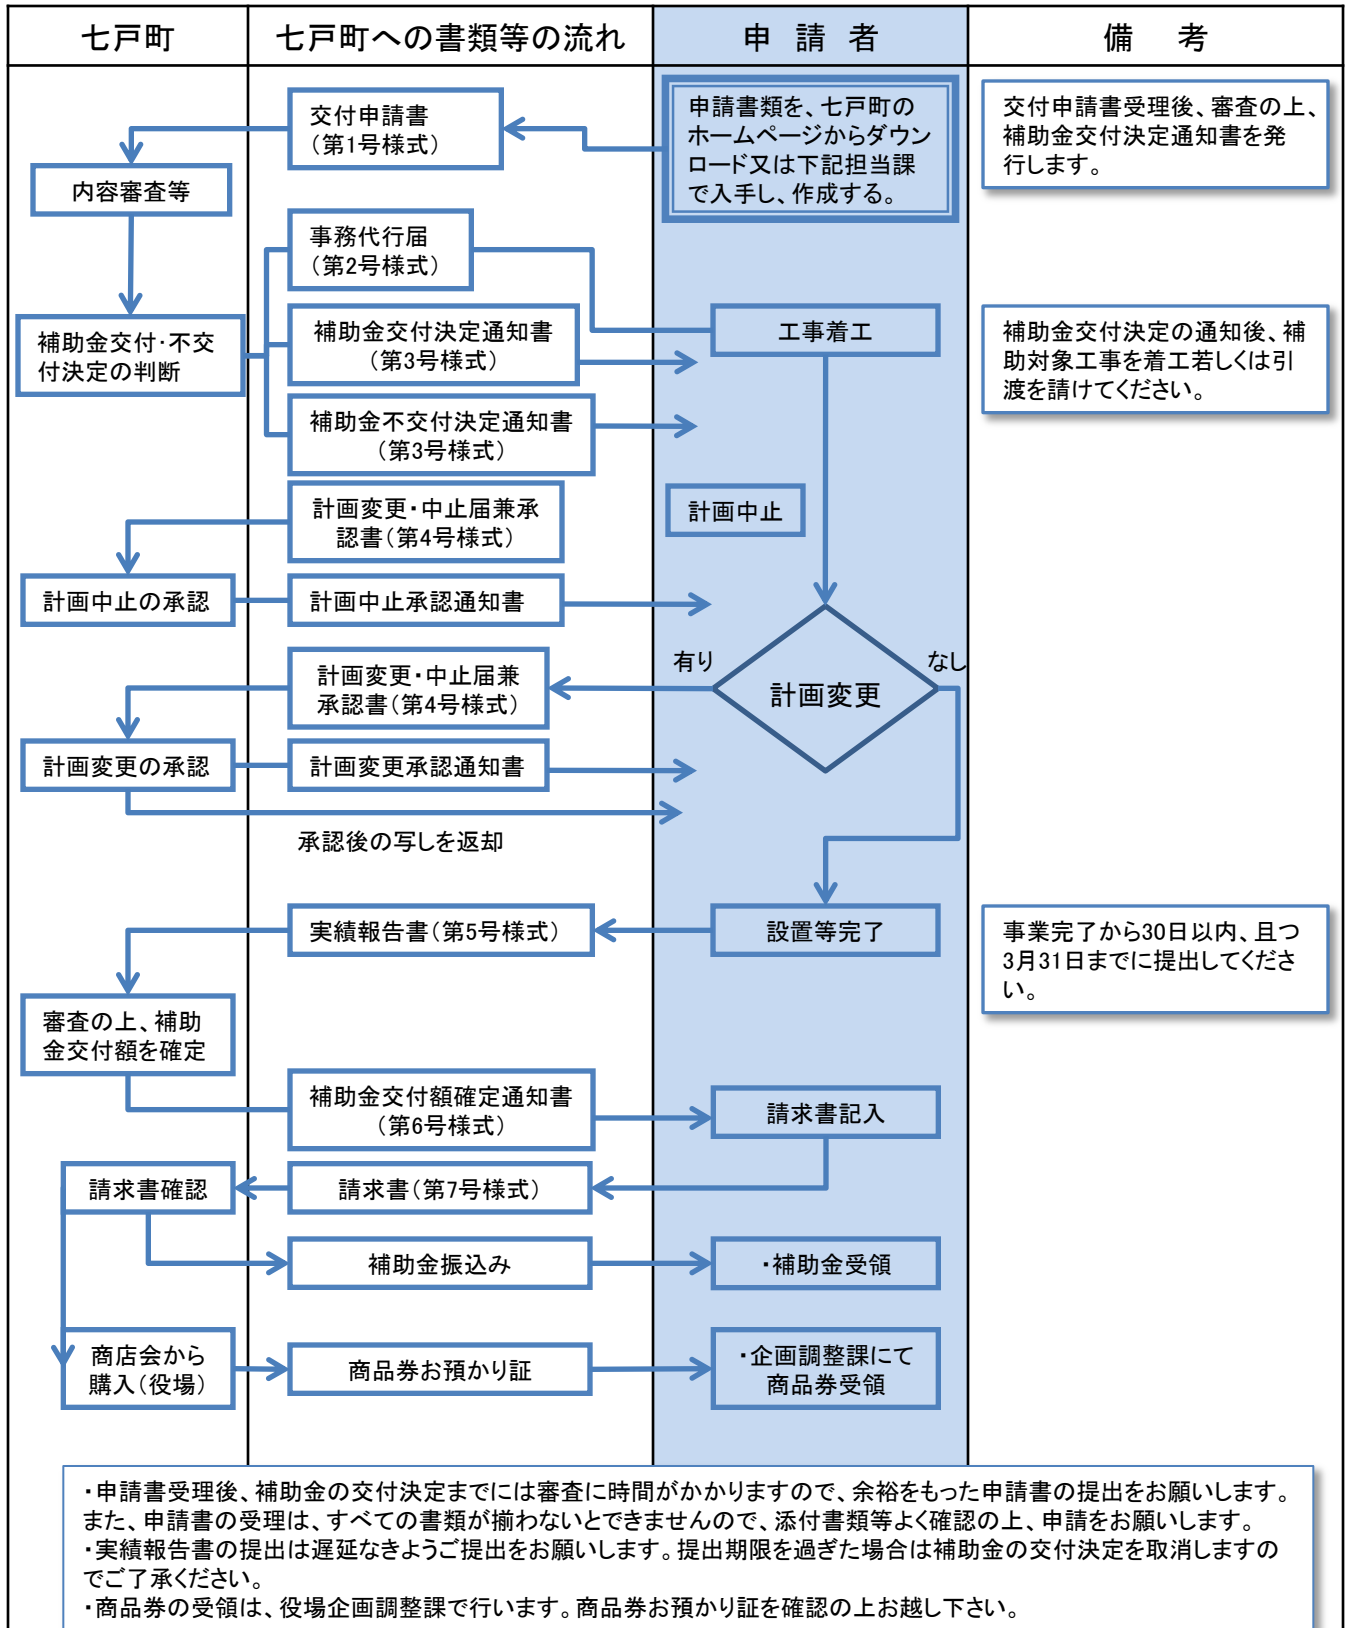 七戸町
七戸町への書類等の流れ
申 請 者
備 考
交付申請書
（第1号様式）
申請書類を、七戸町の
ホームページからダウン
ロード又は下記担当課
で入手し、作成する。
交付申請書受理後、審査の上、
補助金交付決定通知書を発
行します。
内容審査等
事務代行届
（第2号様式）
補助金交付・不交
付決定の判断
補助金交付決定通知書
（第3号様式）
工事着工
補助金交付決定の通知後、補
助対象工事を着工若しくは引
渡を請けてください。
補助金不交付決定通知書
（第3号様式）
計画変更・中止届兼承
認書（第4号様式）
計画中止
計画中止の承認
計画中止承認通知書
有り
なし
計画変更・中止届兼
承認書（第4号様式）
計画変更
計画変更の承認
計画変更承認通知書
承認後の写しを返却
実績報告書（第5号様式）
設置等完了
事業完了から30日以内、且つ
3月31日までに提出してくださ
い。
審査の上、補助
金交付額を確定
補助金交付額確定通知書
（第6号様式）
請求書記入
請求書確認
請求書（第7号様式）
補助金振込み
・補助金受領
商店会から
購入（役場）
商品券お預かり証
・企画調整課にて
商品券受領
・申請書受理後、補助金の交付決定までには審査に時間がかかりますので、余裕をもった申請書の提出をお願いします。
また、申請書の受理は、すべての書類が揃わないとできませんので、添付書類等よく確認の上、申請をお願いします。
・実績報告書の提出は遅延なきようご提出をお願いします。提出期限を過ぎた場合は補助金の交付決定を取消しますの
でご了承ください。
・商品券の受領は、役場企画調整課で行います。商品券お預かり証を確認の上お越し下さい。